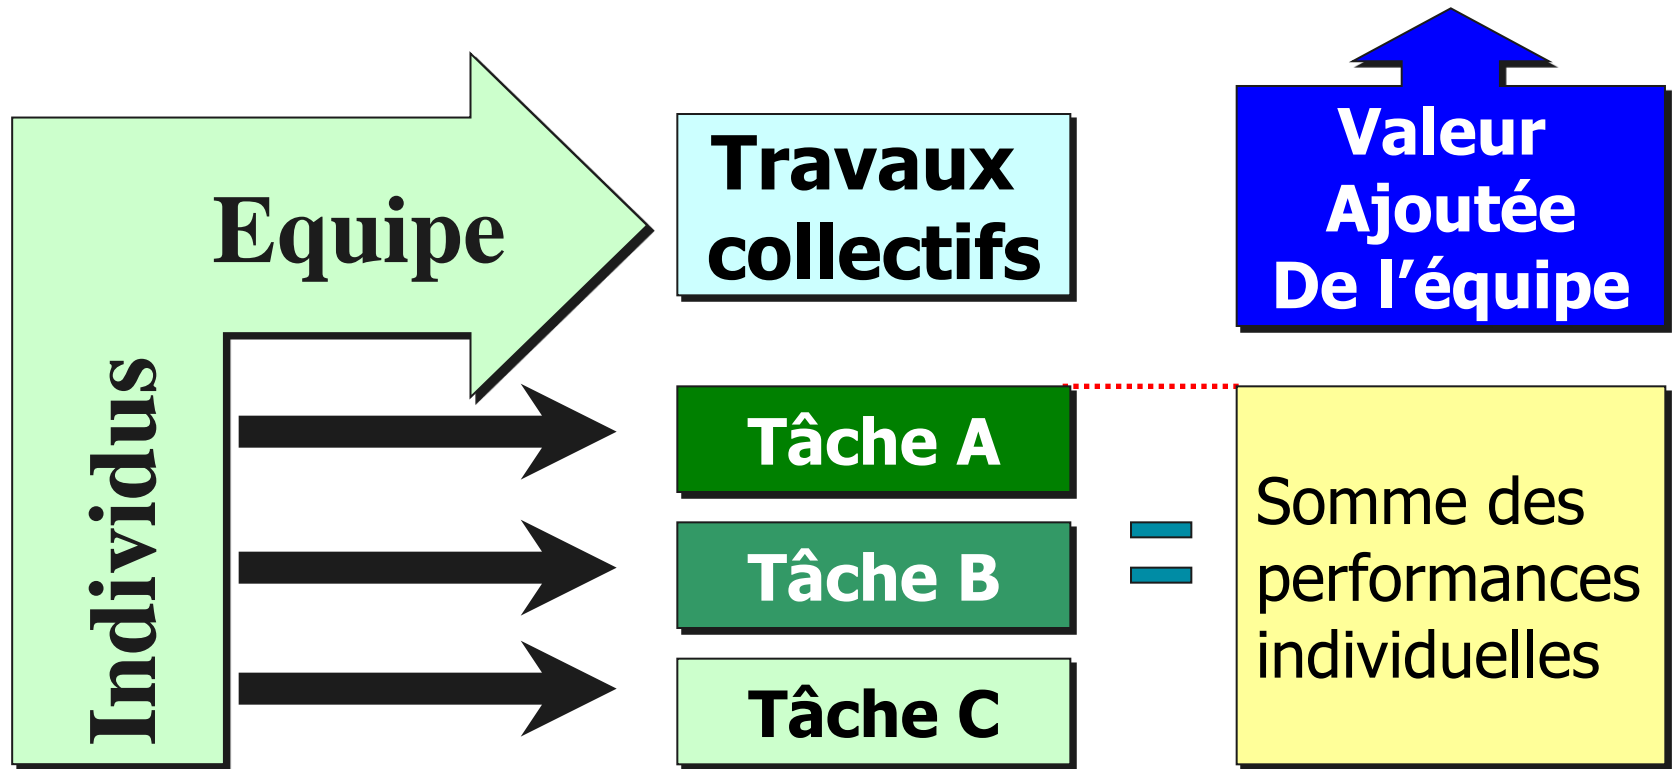 Equipe
Individus
Travaux
collectifs
Tâche A
Tâche B
Tâche C
Valeur
Ajoutée
De l’équipe
Somme des
performances
individuelles